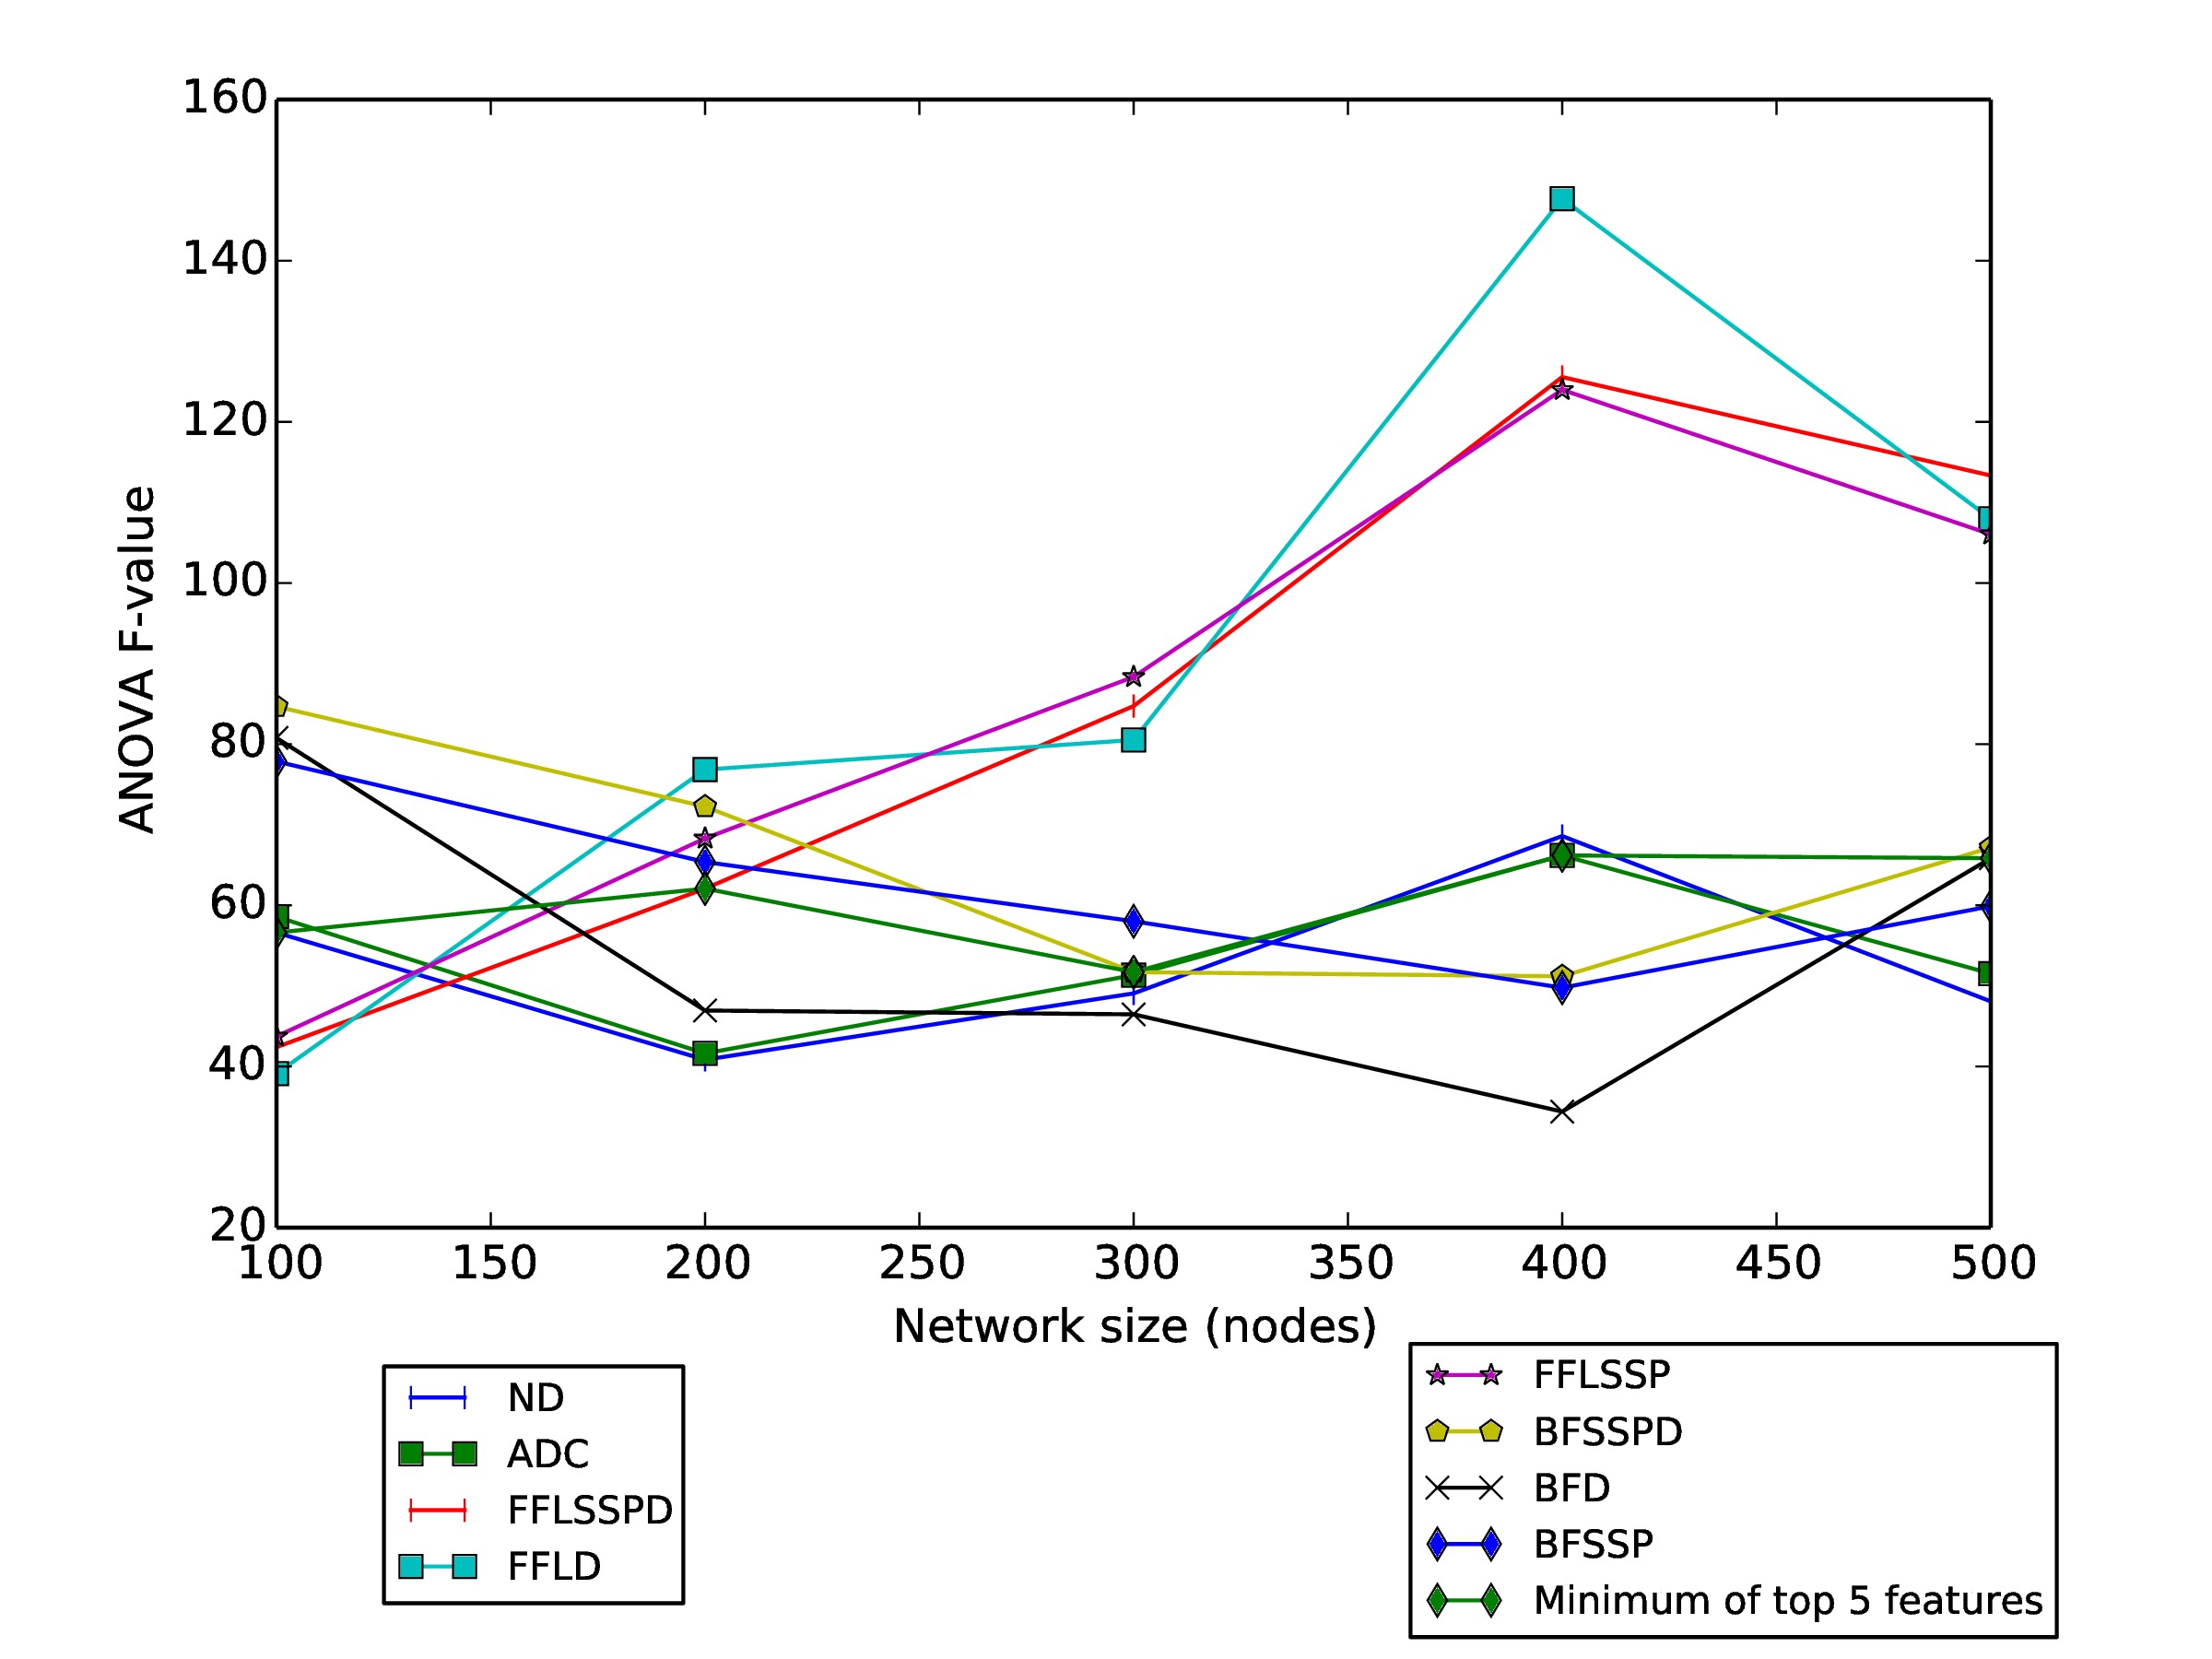 160
140
120
100
80
60
40
20
ANOVA F-value
100 150 200 250 300 350 400 450 500
Network size (nodes)
ND
ADC
FFLSSPD
FFLD
FFLSSP
BFSSPD
BFD
BFSSP
Minimum of top 5 features